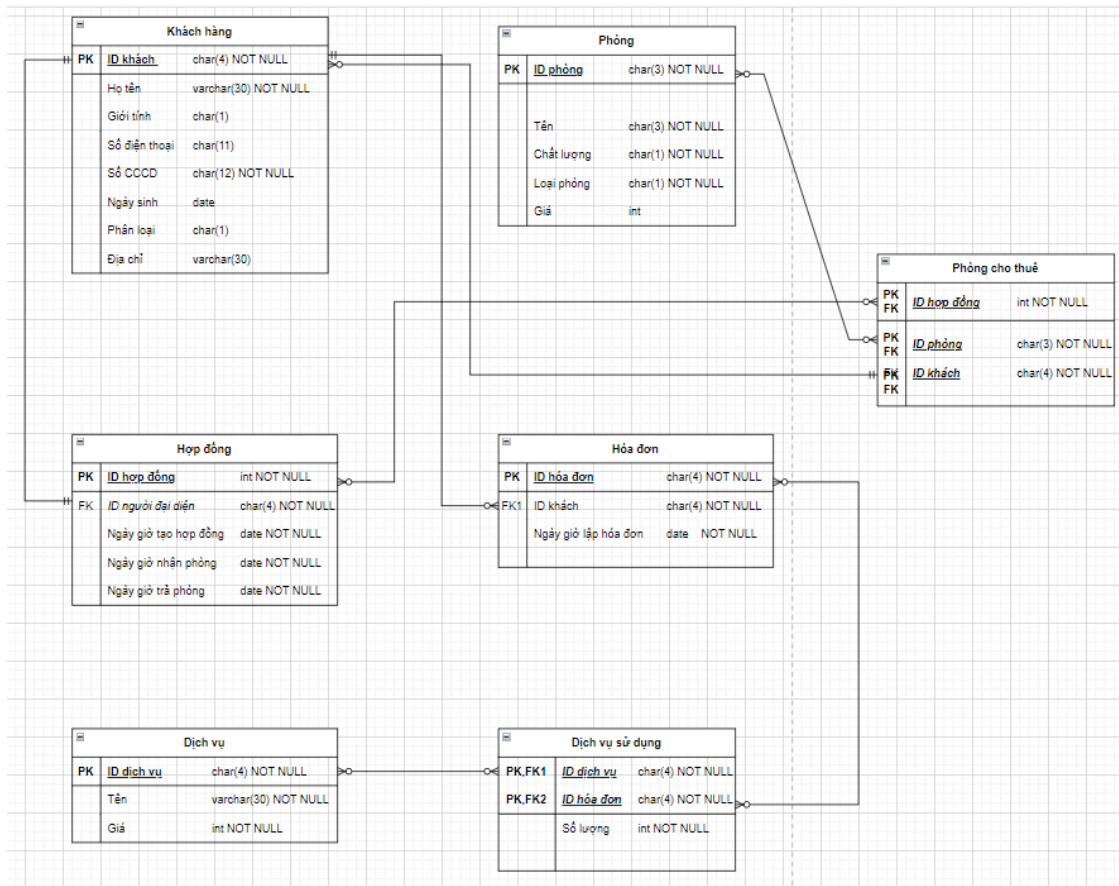 Khách hàng
PK ID khách char(4) NOT NULL
Họ tên varchar(30) NOT NULL
Giới tính char(1)
Số điện thoại char(11)
Số CCCD char(12) NOT NULL
Ngày sinh date
Phân loại char(1)
Địa chỉ varchar(30)
Phòng
PK ID phòng char(3) NOT NULL
Tên char(3) NOT NULL
Chất lượng char(1) NOT NULL
Loại phòng char(1) NOT NULL
Giá int
Phòng cho thuê
PK
FK ID hợp đồng int NOT NULL
PK
FK ID phòng char(3) NOT NULL
PK ID khách char(4) NOT NULL
FK
Hợp đồng
PK ID hợp đồng int NOT NULL
FK ID người đại diện char(4) NOT NULL
Ngày giờ tạo hợp đồng date NOT NULL
Ngày giờ nhận phòng date NOT NULL
Ngày giờ trả phòng date NOT NULL
Hóa đơn
PK ID hóa đơn char(4) NOT NULL
FK1 ID khách char(4) NOT NULL
Ngày giờ lập hóa đơn date NOT NULL
Dịch vụ
PK ID dịch vụ char(4) NOT NULL
Tên varchar(30) NOT NULL
Giá int NOT NULL
Dịch vụ sử dụng
PK,FK1 ID dịch vụ char(4) NOT NULL
PK,FK2 ID hóa đơn char(4) NOT NULL
Số lượng int NOT NULL